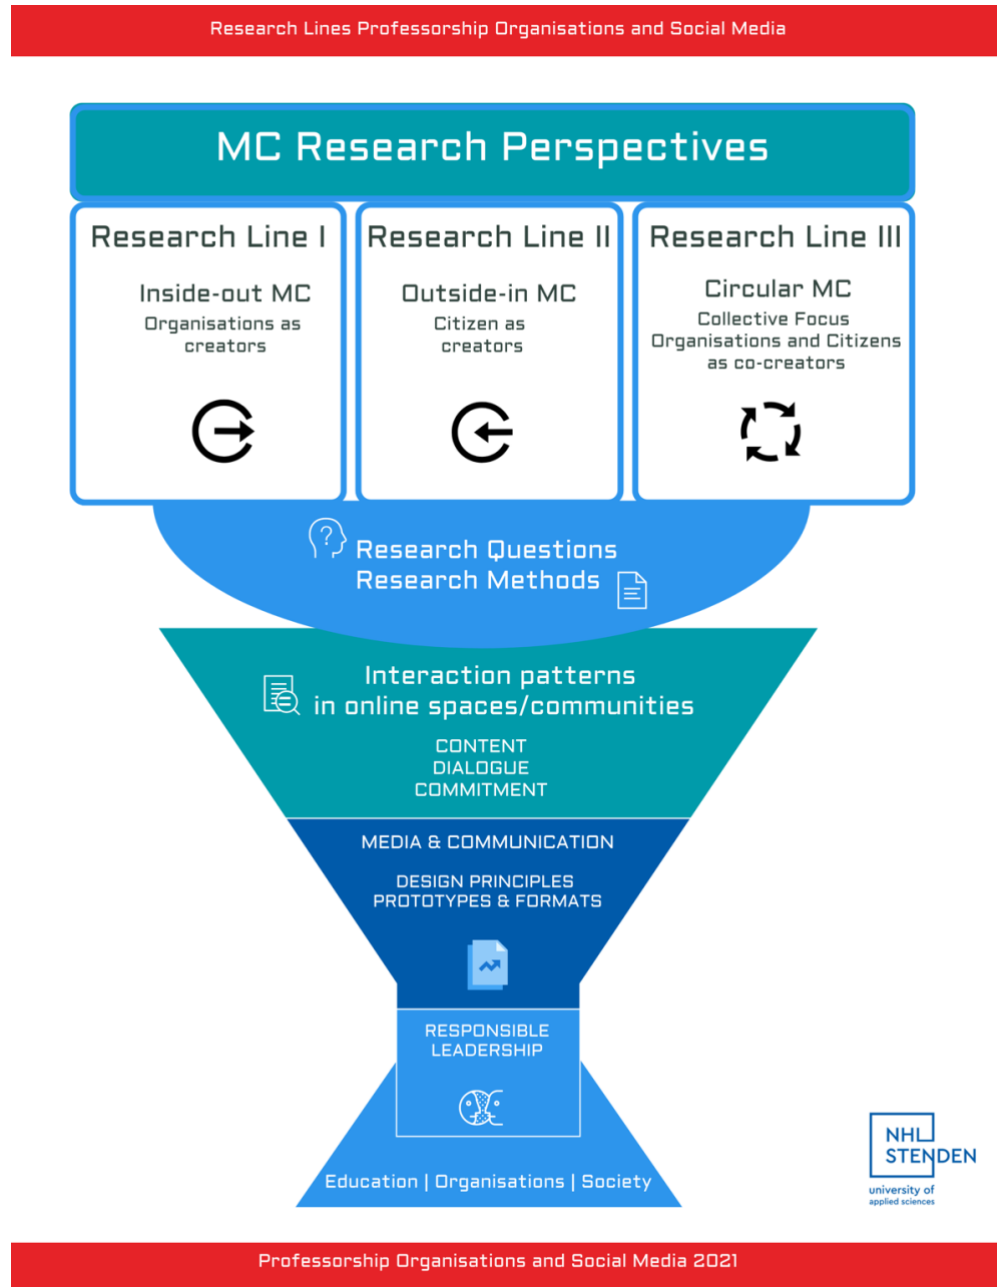 Research Lines Professorship Organisations and Social Media
MC Research Perspectives
Research Line I
Inside-out MC
Organisations as
creators
Research Line II
Outside-in MC
Citizen as
creators
Research Line III
Circular MC
Collective Focus
Organisations and Citizens
as co-creators
?
Research Questions
Research Methods
Interaction patterns
in online spaces/communities
CONTENT
DIALOGUE
COMMITMENT
MEDIA & COMMUNICATION
DESIGN PRINCIPLES
PROTOTYPES & FORMATS
RESPONSIBLE
LEADERSHIP
Education | Organisations | Society
NHL
STENDEN
university of
applied sciences
Professorship Organisations and Social Media 2021